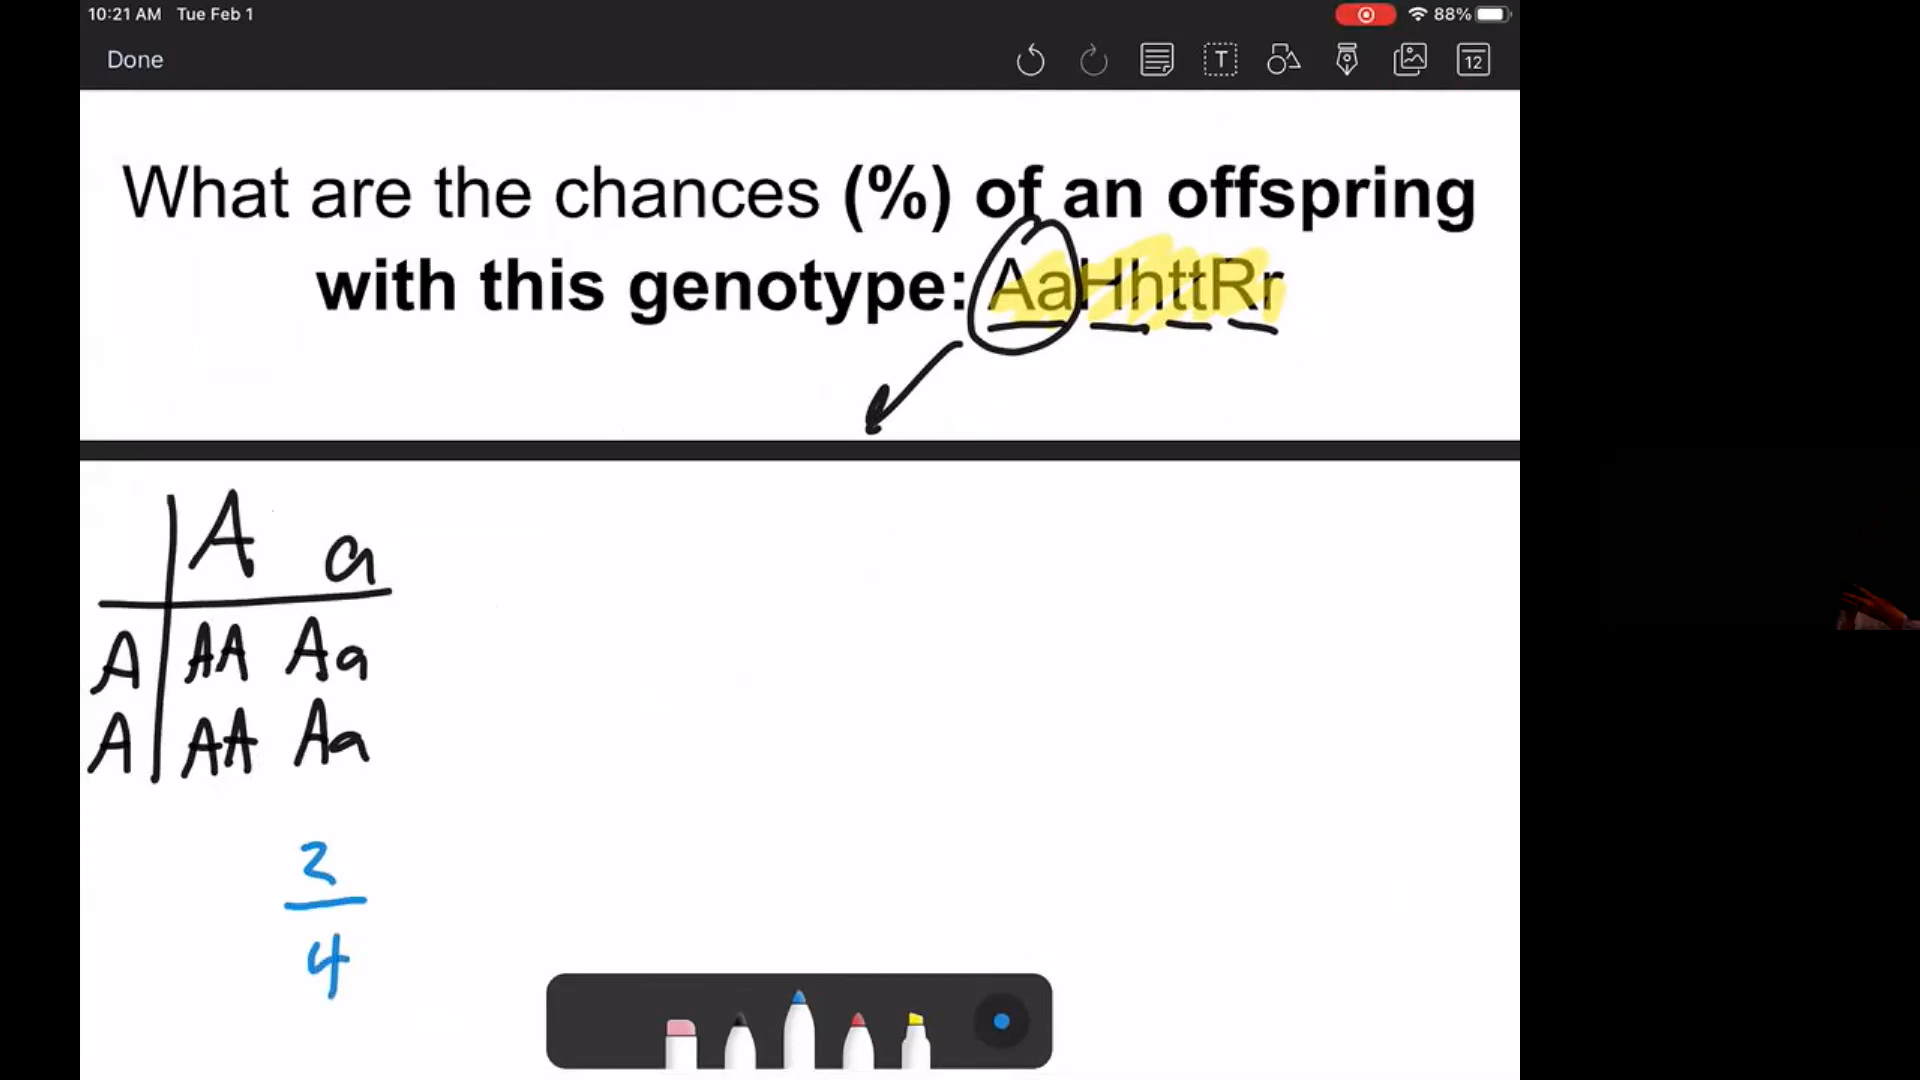 10:21 AM Tue Feb 1
88%
Done
T
12
What are the chances (%) of an offspring
with this genotype: AaHhttRr
A a
A AA Aa
A AA Aa
2
4